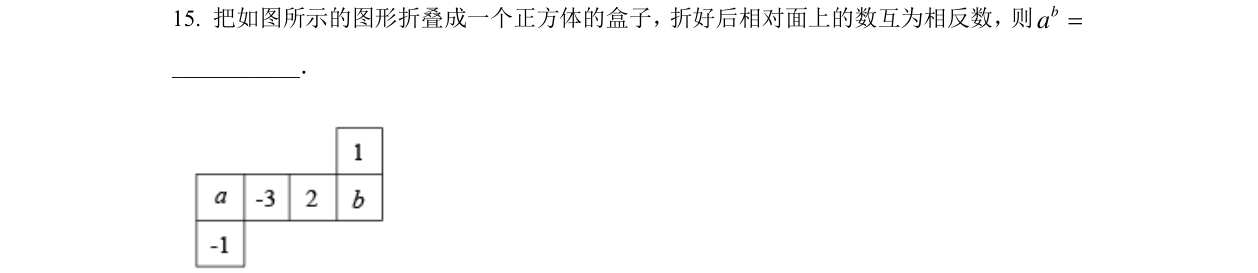 15. 把如图所示的图形折叠成一个正方体的盒子，折好后相对面上的数互为相反数，则 a^b =
__________.
1
a -3 2 b
-1